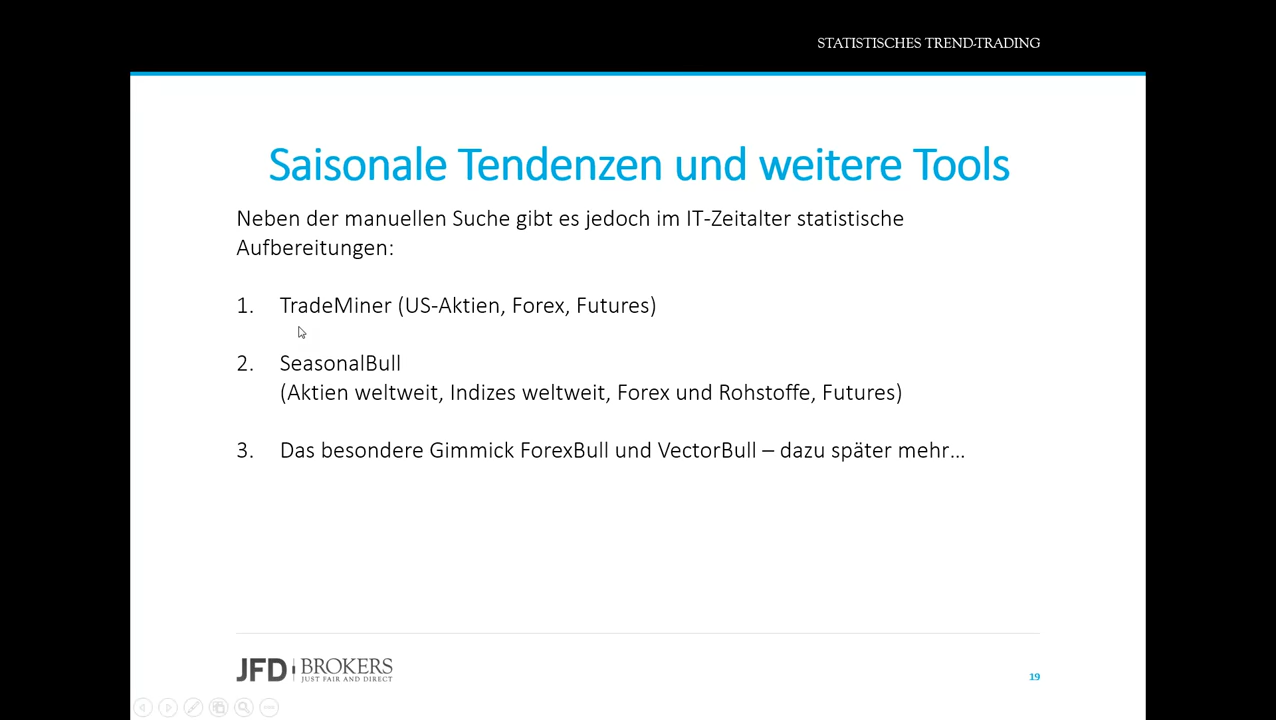 STATISTISCHES TREND-TRADING
Saisonale Tendenzen und weitere Tools
Neben der manuellen Suche gibt es jedoch im IT-Zeitalter statistische
Aufbereitungen:
1. TradeMiner (US-Aktien, Forex, Futures)
2. SeasonalBull
(Aktien weltweit, Indizes weltweit, Forex und Rohstoffe, Futures)
3. Das besondere Gimmick ForexBull und VectorBull – dazu später mehr…
JFD BROKERS
JUST FAIR AND DIRECT
19